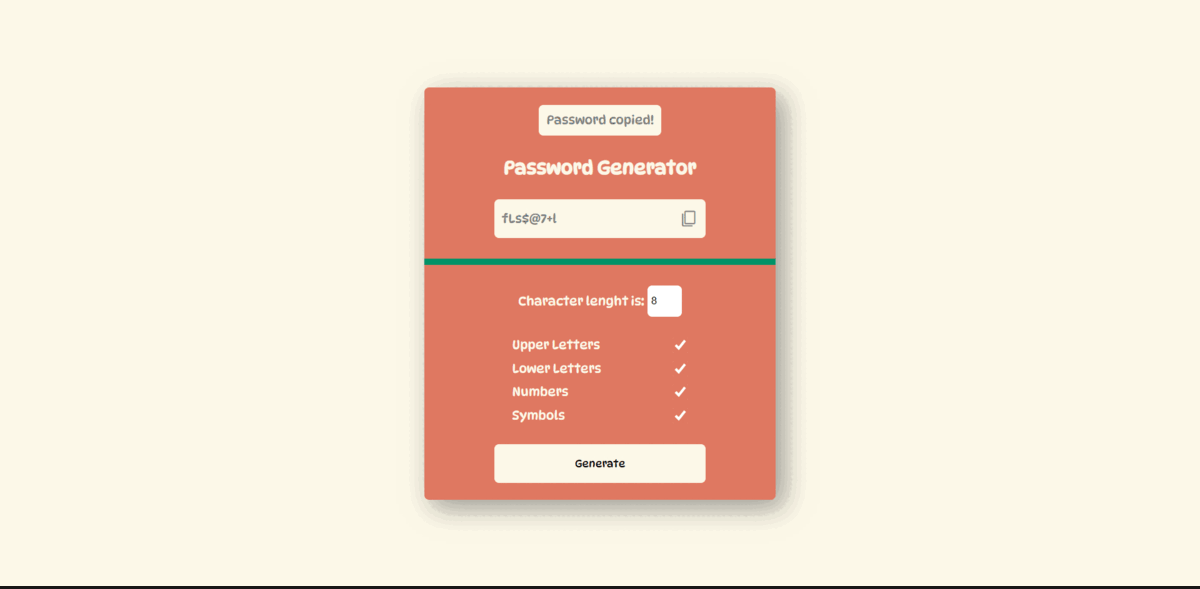 Password copied!
Password Generator
fLs$@7+l
Character lenght is: 8
Upper Letters
Lower Letters
Numbers
Symbols
Generate